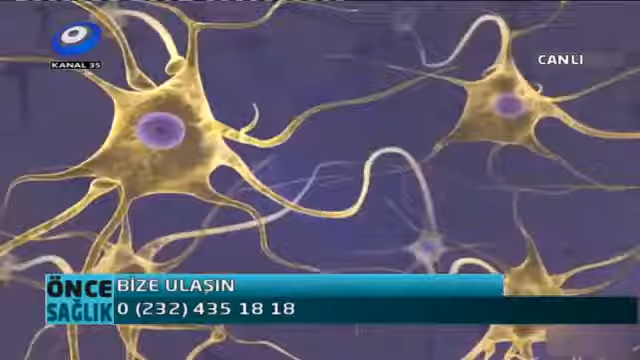 KANAL 35
CANLI
ÖNCE
SAĞLIK
BİZE ULAŞIN
0 (232) 435 18 18